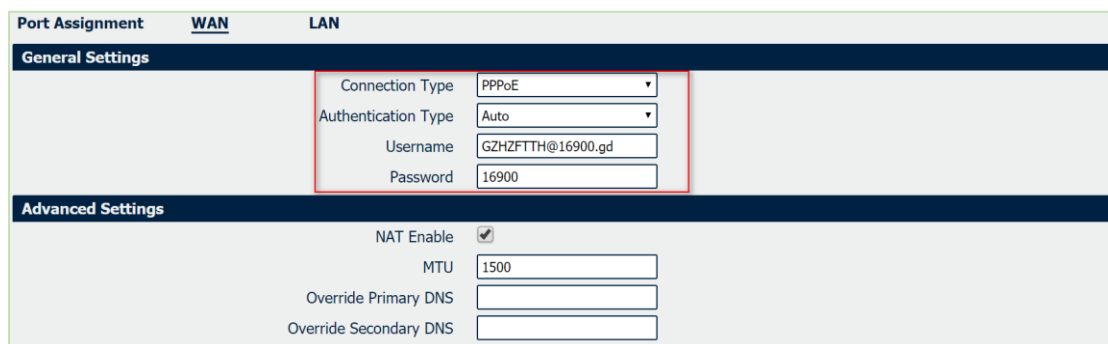 Port Assignment WAN LAN
General Settings
Connection Type PPPoE
Authentication Type Auto
Username GZHZFTTH@16900.gd
Password 16900
Advanced Settings
NAT Enable
MTU 1500
Override Primary DNS
Override Secondary DNS